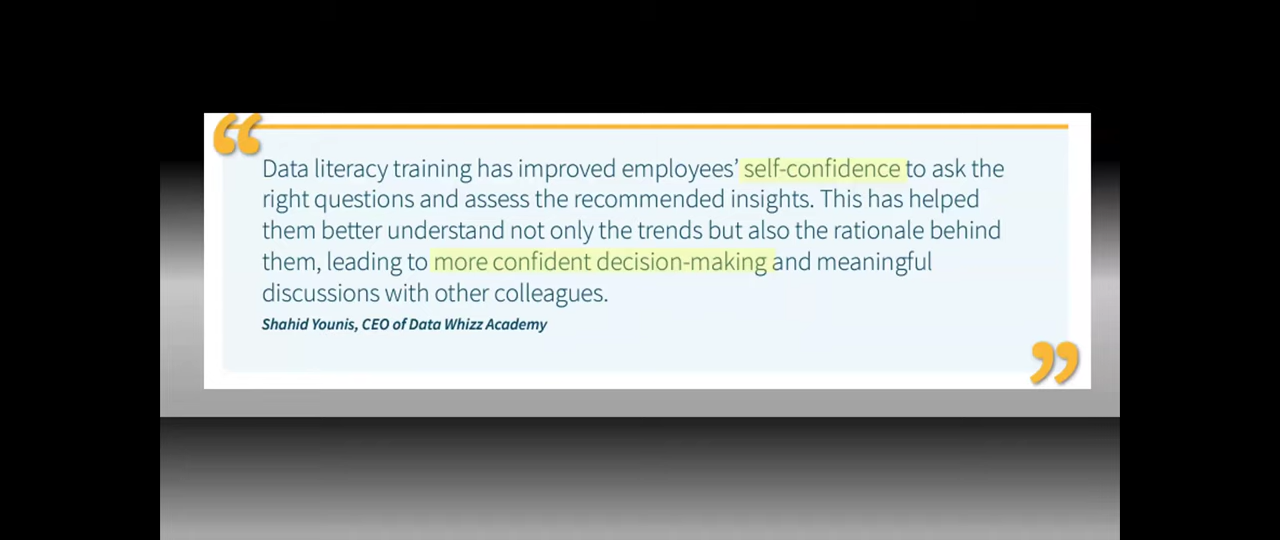 “
Data literacy training has improved employees’ self-confidence to ask the
right questions and assess the recommended insights. This has helped
them better understand not only the trends but also the rationale behind
them, leading to more confident decision-making and meaningful
discussions with other colleagues.
Shahid Younis, CEO of Data Whizz Academy
”